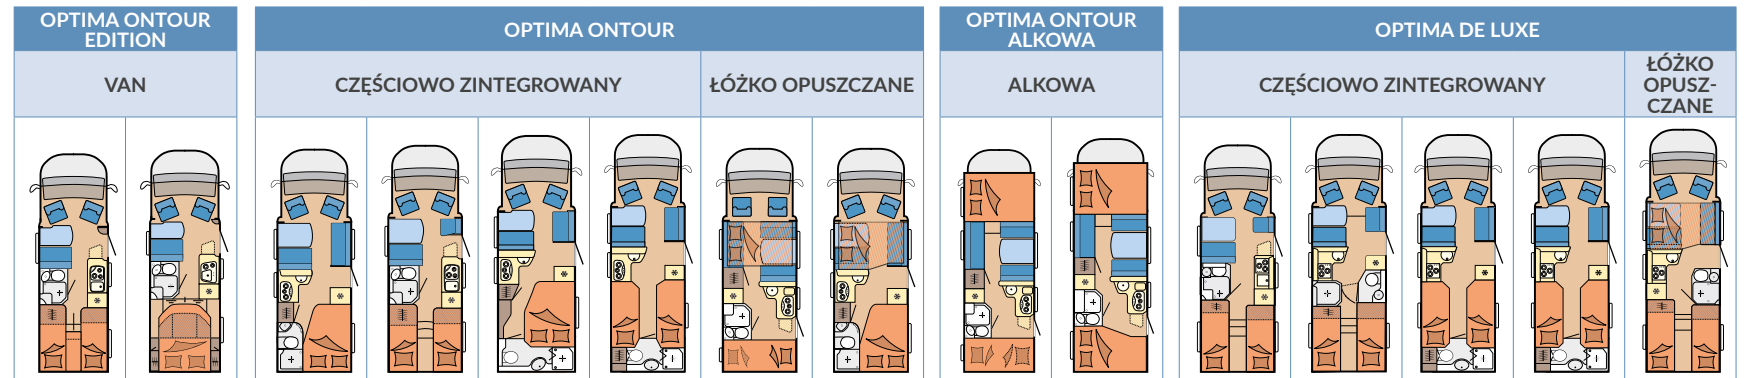 OPTIMA ONTOUR
EDITION
OPTIMA ONTOUR
OPTIMA ONTOUR
ALKOWA
OPTIMA DE LUXE
VAN
CZĘŚCIOWO ZINTEGROWANY
ŁÓŻKO OPUSZCZANE
ALKOWA
CZĘŚCIOWO ZINTEGROWANY
ŁÓŻKO
OPUSZ-
CZANE